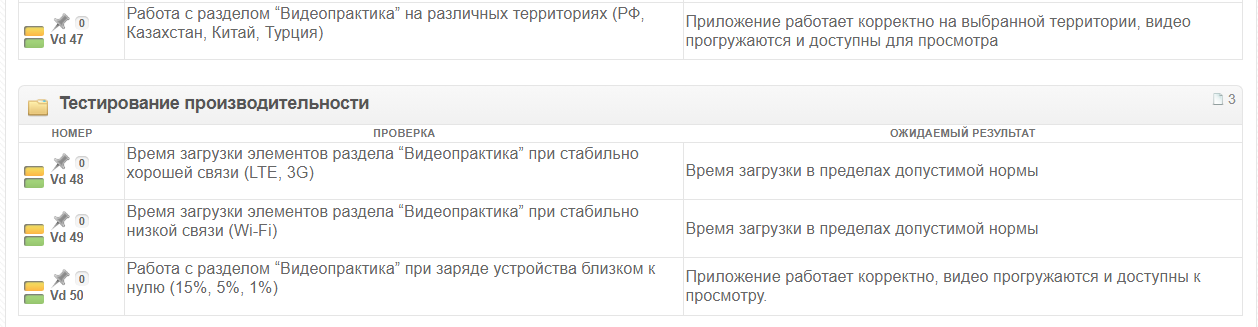 0
Vd 47
Работа с разделом “Видеопрактика” на различных территориях (РФ,
Казахстан, Китай, Турция)
Приложение работает корректно на выбранной территории, видео
прогружаются и доступны для просмотра
Тестирование производительности
3
НОМЕР
ПРОВЕРКА
ОЖИДАЕМЫЙ РЕЗУЛЬТАТ
0
Vd 48
Время загрузки элементов раздела “Видеопрактика” при стабильно
хорошей связи (LTE, 3G)
Время загрузки в пределах допустимой нормы
0
Vd 49
Время загрузки элементов раздела “Видеопрактика” при стабильно
низкой связи (Wi-Fi)
Время загрузки в пределах допустимой нормы
0
Vd 50
Работа с разделом “Видеопрактика” при заряде устройства близком к
нулю (15%, 5%, 1%)
Приложение работает корректно, видео прогружаются и доступны к
просмотру.